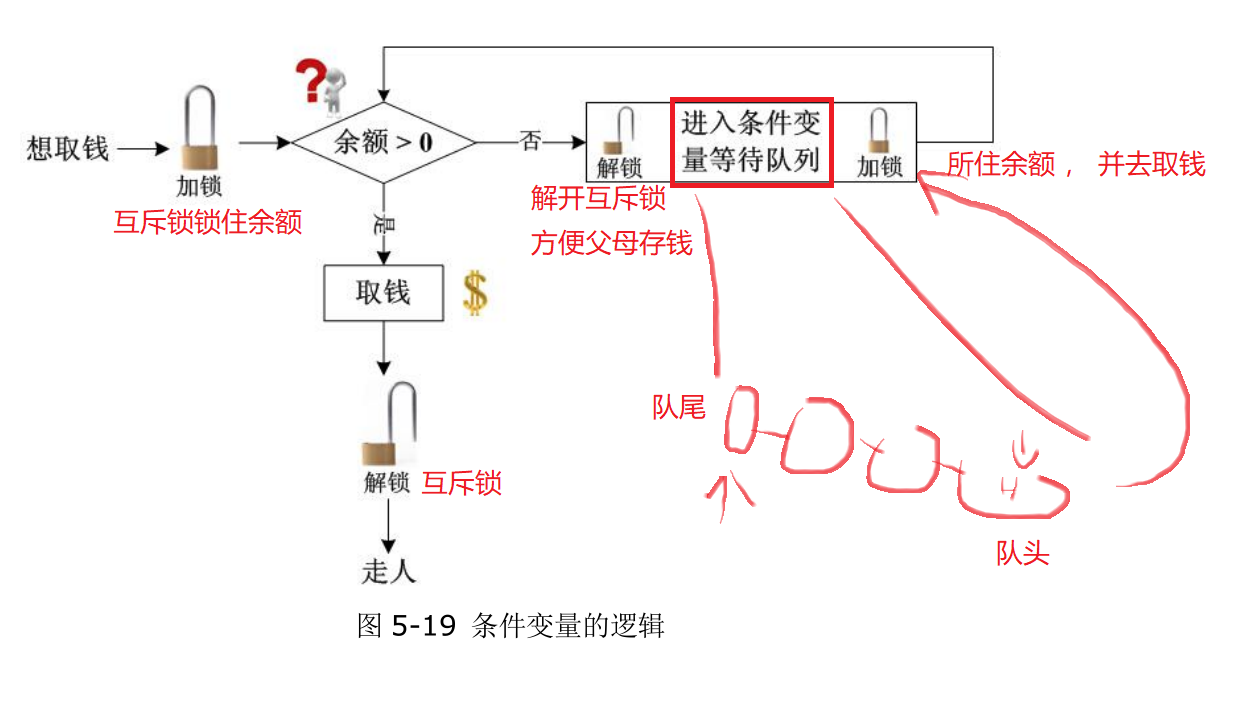 想取钱
加锁
互斥锁锁住余额
?
余额 > 0
否
解锁
进入条件变
量等待队列
加锁
所住余额， 并去取钱
解开互斥锁
方便父母存钱
是
取钱
$
队尾
队头
解锁
互斥锁
走人
图 5-19 条件变量的逻辑